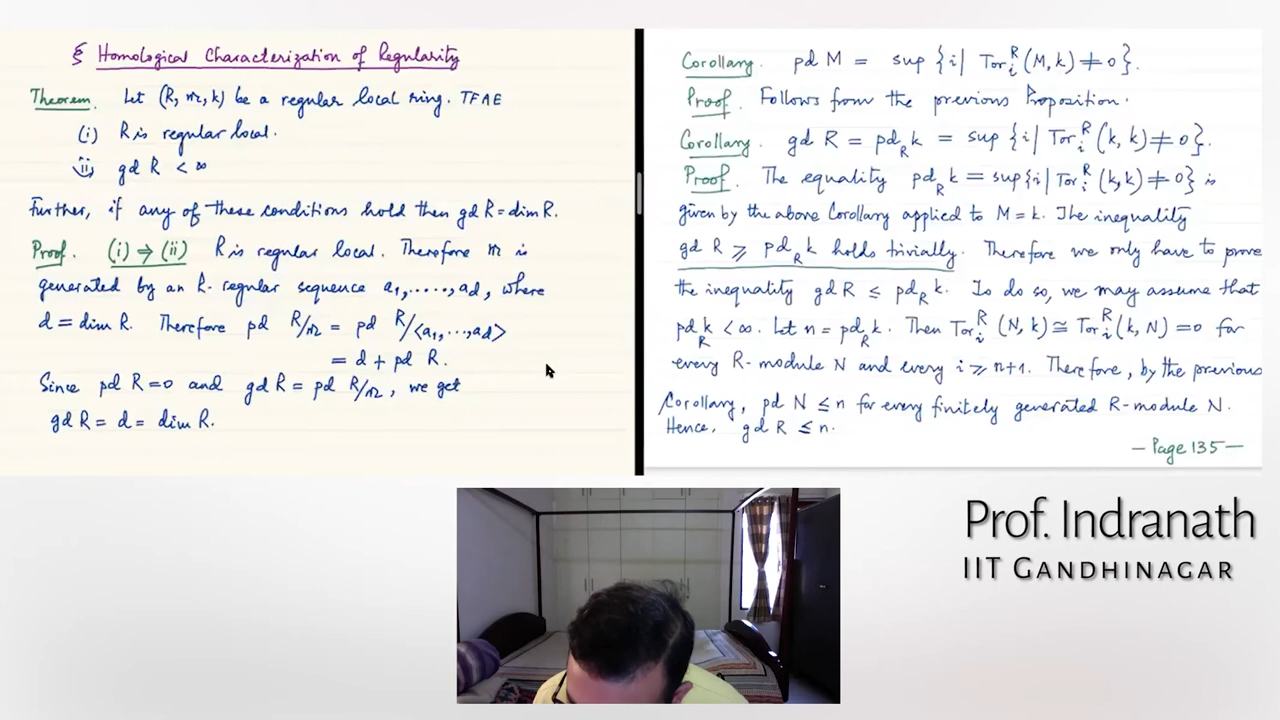 § Homological Characterization of Regularity
Theorem. Let (R, m, k) be a regular local ring. TFAE
(i) R is regular local.
(ii) gd R < ∞
Further, if any of these conditions hold then gd R = dim R.
Proof. (i) ⇒ (ii) R is regular local. Therefore m is
generated by an R-regular sequence a₁,.....,a_d, where
d = dim R. Therefore pd R/m = pd R/<a₁,...,a_d>
= d + pd R.
Since pd R=0 and gd R = pd R/m, we get
gd R = d = dim R.
Corollary. pd M = sup {i| Tor_i^R (M, k) ≠ 0}.
Proof. Follows from the previous Proposition.
Corollary. gd R = pd_R k = sup {i| Tor_i^R (k, k) ≠ 0}.
Proof. The equality pd_R k = sup{i| Tor_i^R (k,k) ≠ 0} is
given by the above Corollary applied to M = k. The inequality
gd R ≥ pd_R k holds trivially. Therefore we only have to prove
the inequality gd R ≤ pd_R k. To do so, we may assume that
pd_R k < ∞. Let n = pd_R k. Then Tor_i^R (N, k) ≅ Tor_i^R (k, N) = 0 for
every R-module N and every i ≥ n+1. Therefore, by the previous
Corollary, pd N ≤ n for every finitely generated R-module N.
Hence, gd R ≤ n.
— Page 135 —
Prof. Indranath
IIT GANDHINAGAR